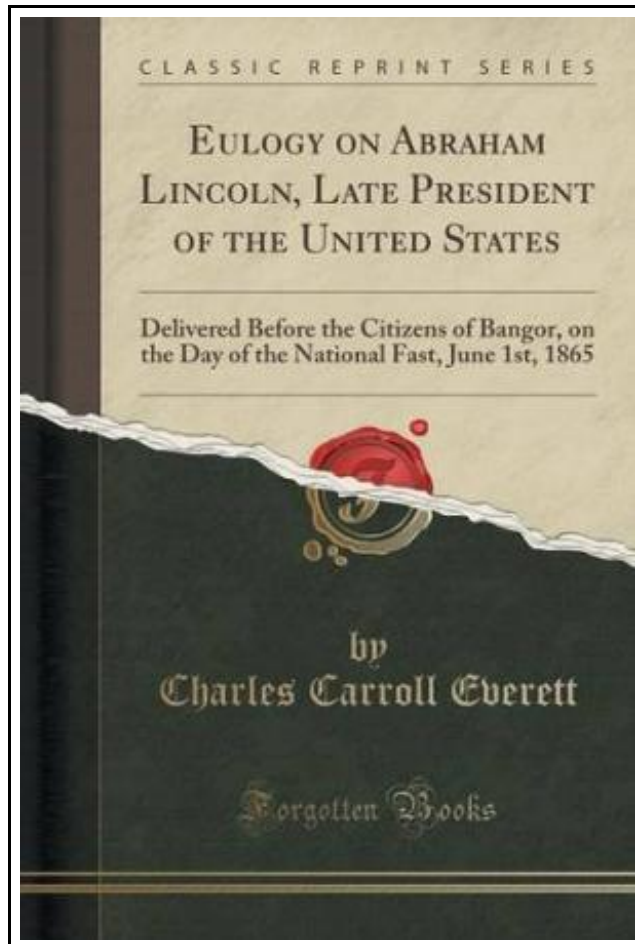 CLASSIC REPRINT SERIES
EULOGY ON ABRAHAM
LINCOLN, LATE PRESIDENT
OF THE UNITED STATES
Delivered Before the Citizens of Bangor, on
the Day of the National Fast, June 1st, 1865
by
Charles Carroll Everett
Forgotten Books